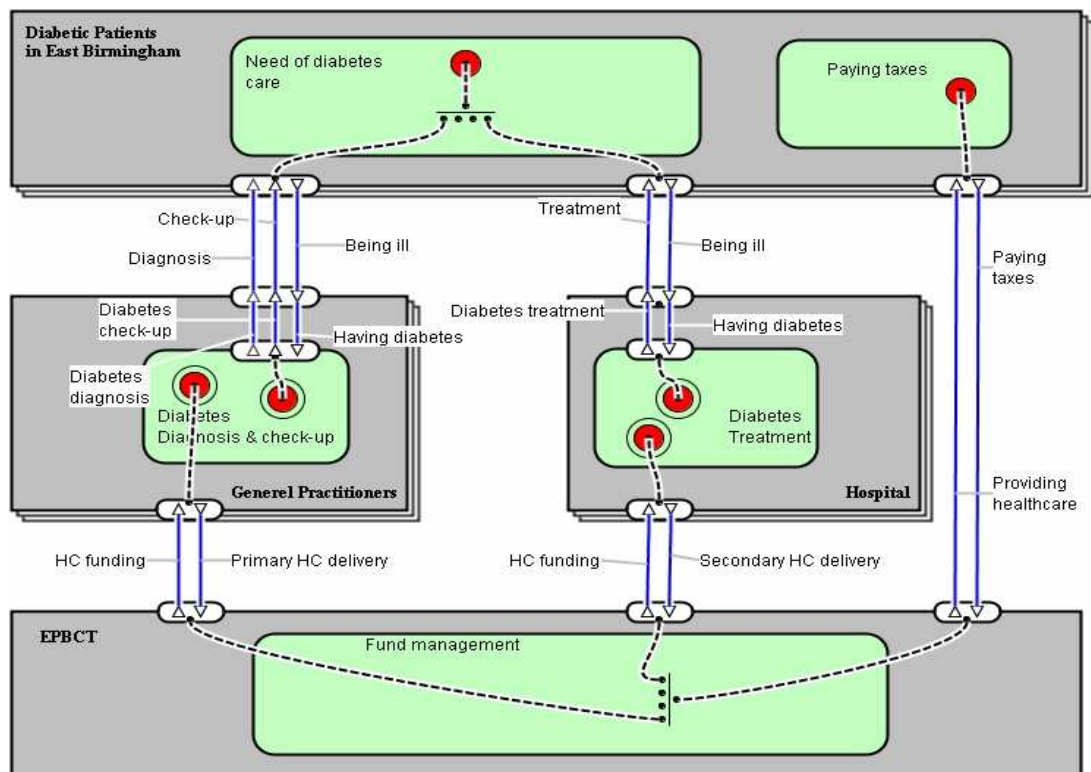 Diabetic Patients
in East Birmingham
Need of diabetes
care
Paying taxes
Check-up
Treatment
Diagnosis
Being ill
Being ill
Paying
taxes
Diabetes
check-up
Having diabetes
Diabetes treatment
Having diabetes
Diabetes
diagnosis
Diabetes
Diagnosis & check-up
Diabetes
Treatment
Generel Practitioners
Hospital
Providing
healthcare
HC funding
Primary HC delivery
HC funding
Secondary HC delivery
EPBCT
Fund management